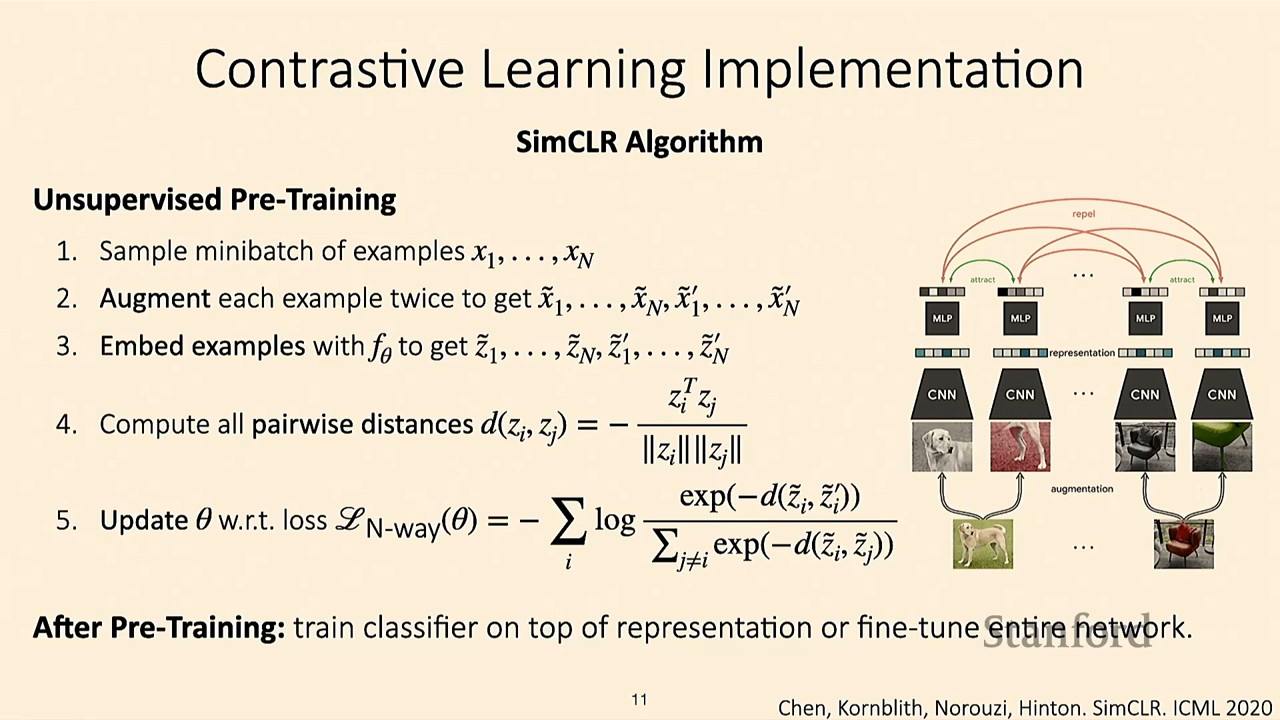 Contrastive Learning Implementation
SimCLR Algorithm
Unsupervised Pre-Training
1. Sample minibatch of examples x₁, . . . , x_N
2. Augment each example twice to get x̃₁, . . . , x̃_N, x̃′₁, . . . , x̃′_N
3. Embed examples with f_θ to get z̃₁, . . . , z̃_N, z̃′₁, . . . , z̃′_N
4. Compute all pairwise distances d(z_i, z_j) = − z_i^T z_j / ‖z_i‖ ‖z_j‖
5. Update θ w.r.t. loss ℒ_N-way(θ) = − ∑_i log exp(−d(z̃_i, z̃′_i)) / ∑_{j≠i} exp(−d(z̃_i, z̃_j))
repel
attract
...
attract
MLP
MLP
MLP
MLP
representation
CNN
CNN
...
CNN
CNN
augmentation
...
After Pre-Training: train classifier on top of representation or fine-tune entire network.
Stanford
11
Chen, Kornblith, Norouzi, Hinton. SimCLR. ICML 2020